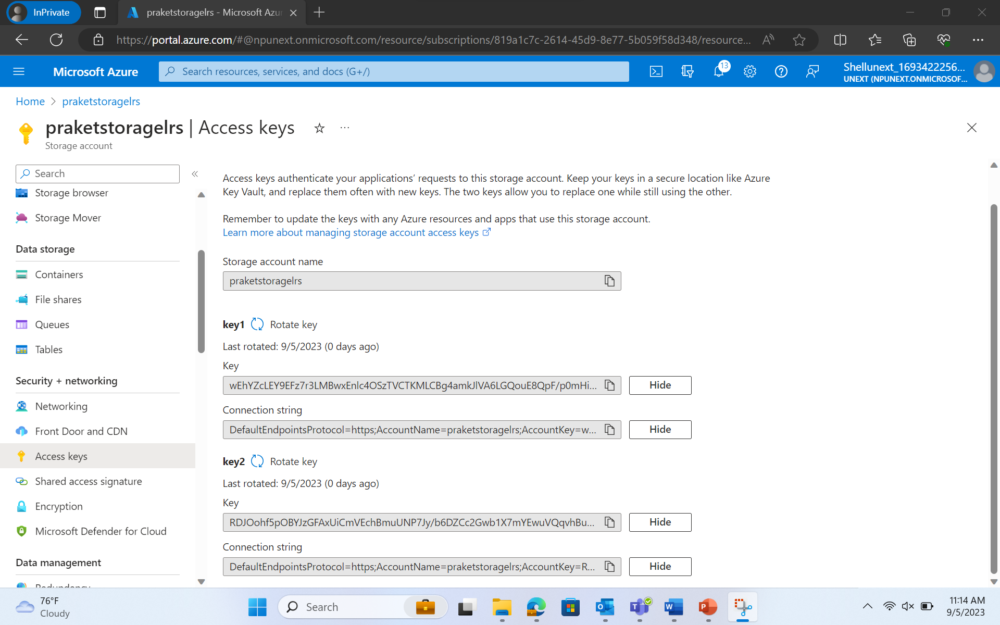 InPrivate
praketstoragelrs - Microsoft Azu
https://portal.azure.com/#@npunext.onmicrosoft.com/resource/subscriptions/819a1c7c-2614-45d9-8e77-5b059f58d348/resource...
Microsoft Azure
Search resources, services, and docs (G+/)
13
Shellunext_1693422256...
UNEXT (NPUNEXT.ONMICROSOF...
Home > praketstoragelrs
praketstoragelrs | Access keys
Storage account
Search
Storage browser
Storage Mover
Data storage
Containers
File shares
Queues
Tables
Security + networking
Networking
Front Door and CDN
Access keys
Shared access signature
Encryption
Microsoft Defender for Cloud
Data management
Redundancy
Access keys authenticate your applications’ requests to this storage account. Keep your keys in a secure location like Azure
Key Vault, and replace them often with new keys. The two keys allow you to replace one while still using the other.
Remember to update the keys with any Azure resources and apps that use this storage account.
Learn more about managing storage account access keys
Storage account name
praketstoragelrs
key1 Rotate key
Last rotated: 9/5/2023 (0 days ago)
Key
wEhYZcLEY9EFz7r3LMBwxEnlc4OSzTVCTKMLCBg4amkJlVA6LGQouE8QpF/p0mHi... Hide
Connection string
DefaultEndpointsProtocol=https;AccountName=praketstoragelrs;AccountKey=w... Hide
key2 Rotate key
Last rotated: 9/5/2023 (0 days ago)
Key
RDJOohf5pOBYJzGFAxUiCmVEchBmuUNP7Jy/b6DZCc2Gwb1X7mYEwuVQqvhBu... Hide
Connection string
DefaultEndpointsProtocol=https;AccountName=praketstoragelrs;AccountKey=R... Hide
76°F
Cloudy
Search
11:14 AM
9/5/2023